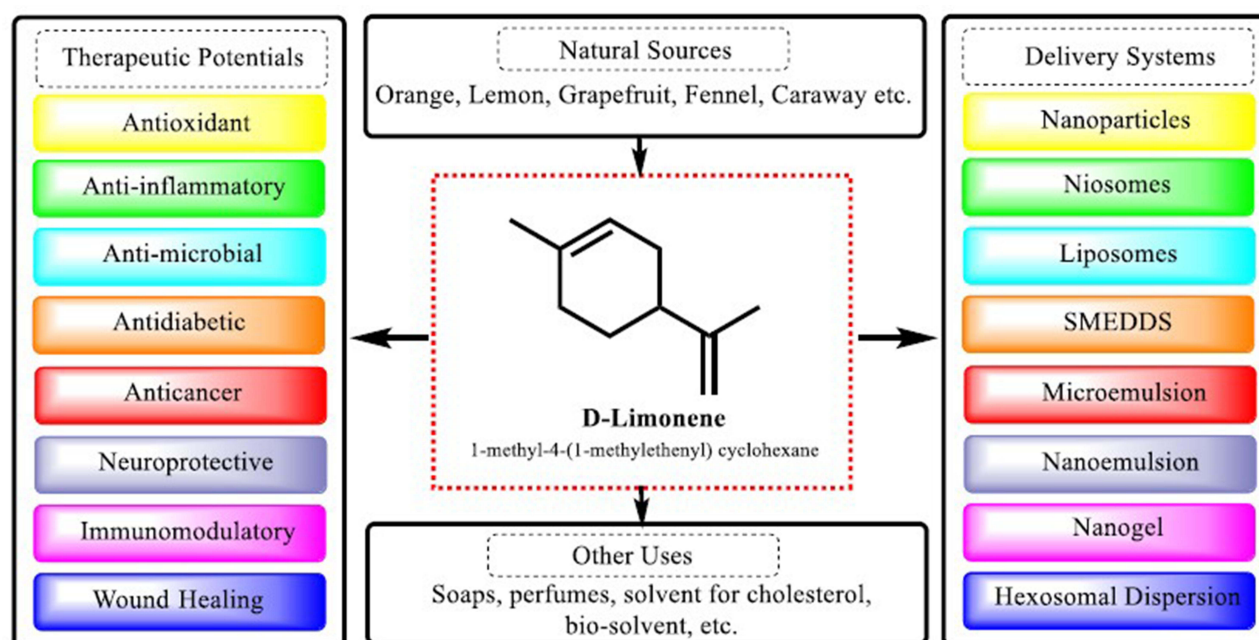 Therapeutic Potentials
Antioxidant
Anti-inflammatory
Anti-microbial
Antidiabetic
Anticancer
Neuroprotective
Immunomodulatory
Wound Healing
Natural Sources
Orange, Lemon, Grapefruit, Fennel, Caraway etc.
D-Limonene
1-methyl-4-(1-methylethenyl) cyclohexane
Other Uses
Soaps, perfumes, solvent for cholesterol,
bio-solvent, etc.
Delivery Systems
Nanoparticles
Niosomes
Liposomes
SMEDDS
Microemulsion
Nanoemulsion
Nanogel
Hexosomal Dispersion